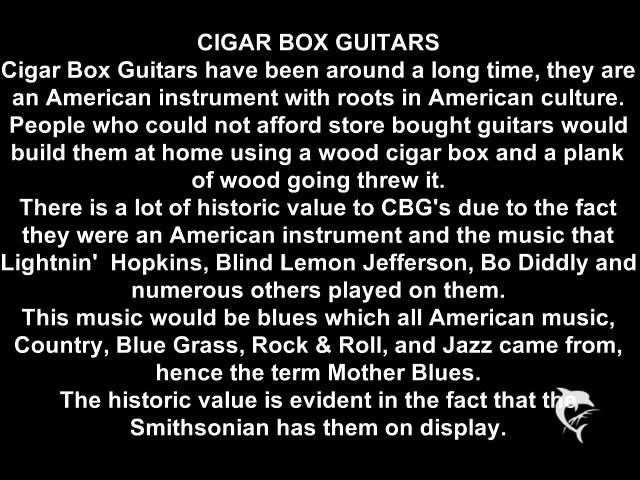 CIGAR BOX GUITARS
Cigar Box Guitars have been around a long time, they are
an American instrument with roots in American culture.
People who could not afford store bought guitars would
build them at home using a wood cigar box and a plank
of wood going threw it.
There is a lot of historic value to CBG's due to the fact
they were an American instrument and the music that
Lightnin'  Hopkins, Blind Lemon Jefferson, Bo Diddly and
numerous others played on them.
This music would be blues which all American music,
Country, Blue Grass, Rock & Roll, and Jazz came from,
hence the term Mother Blues.
The historic value is evident in the fact that the
Smithsonian has them on display.